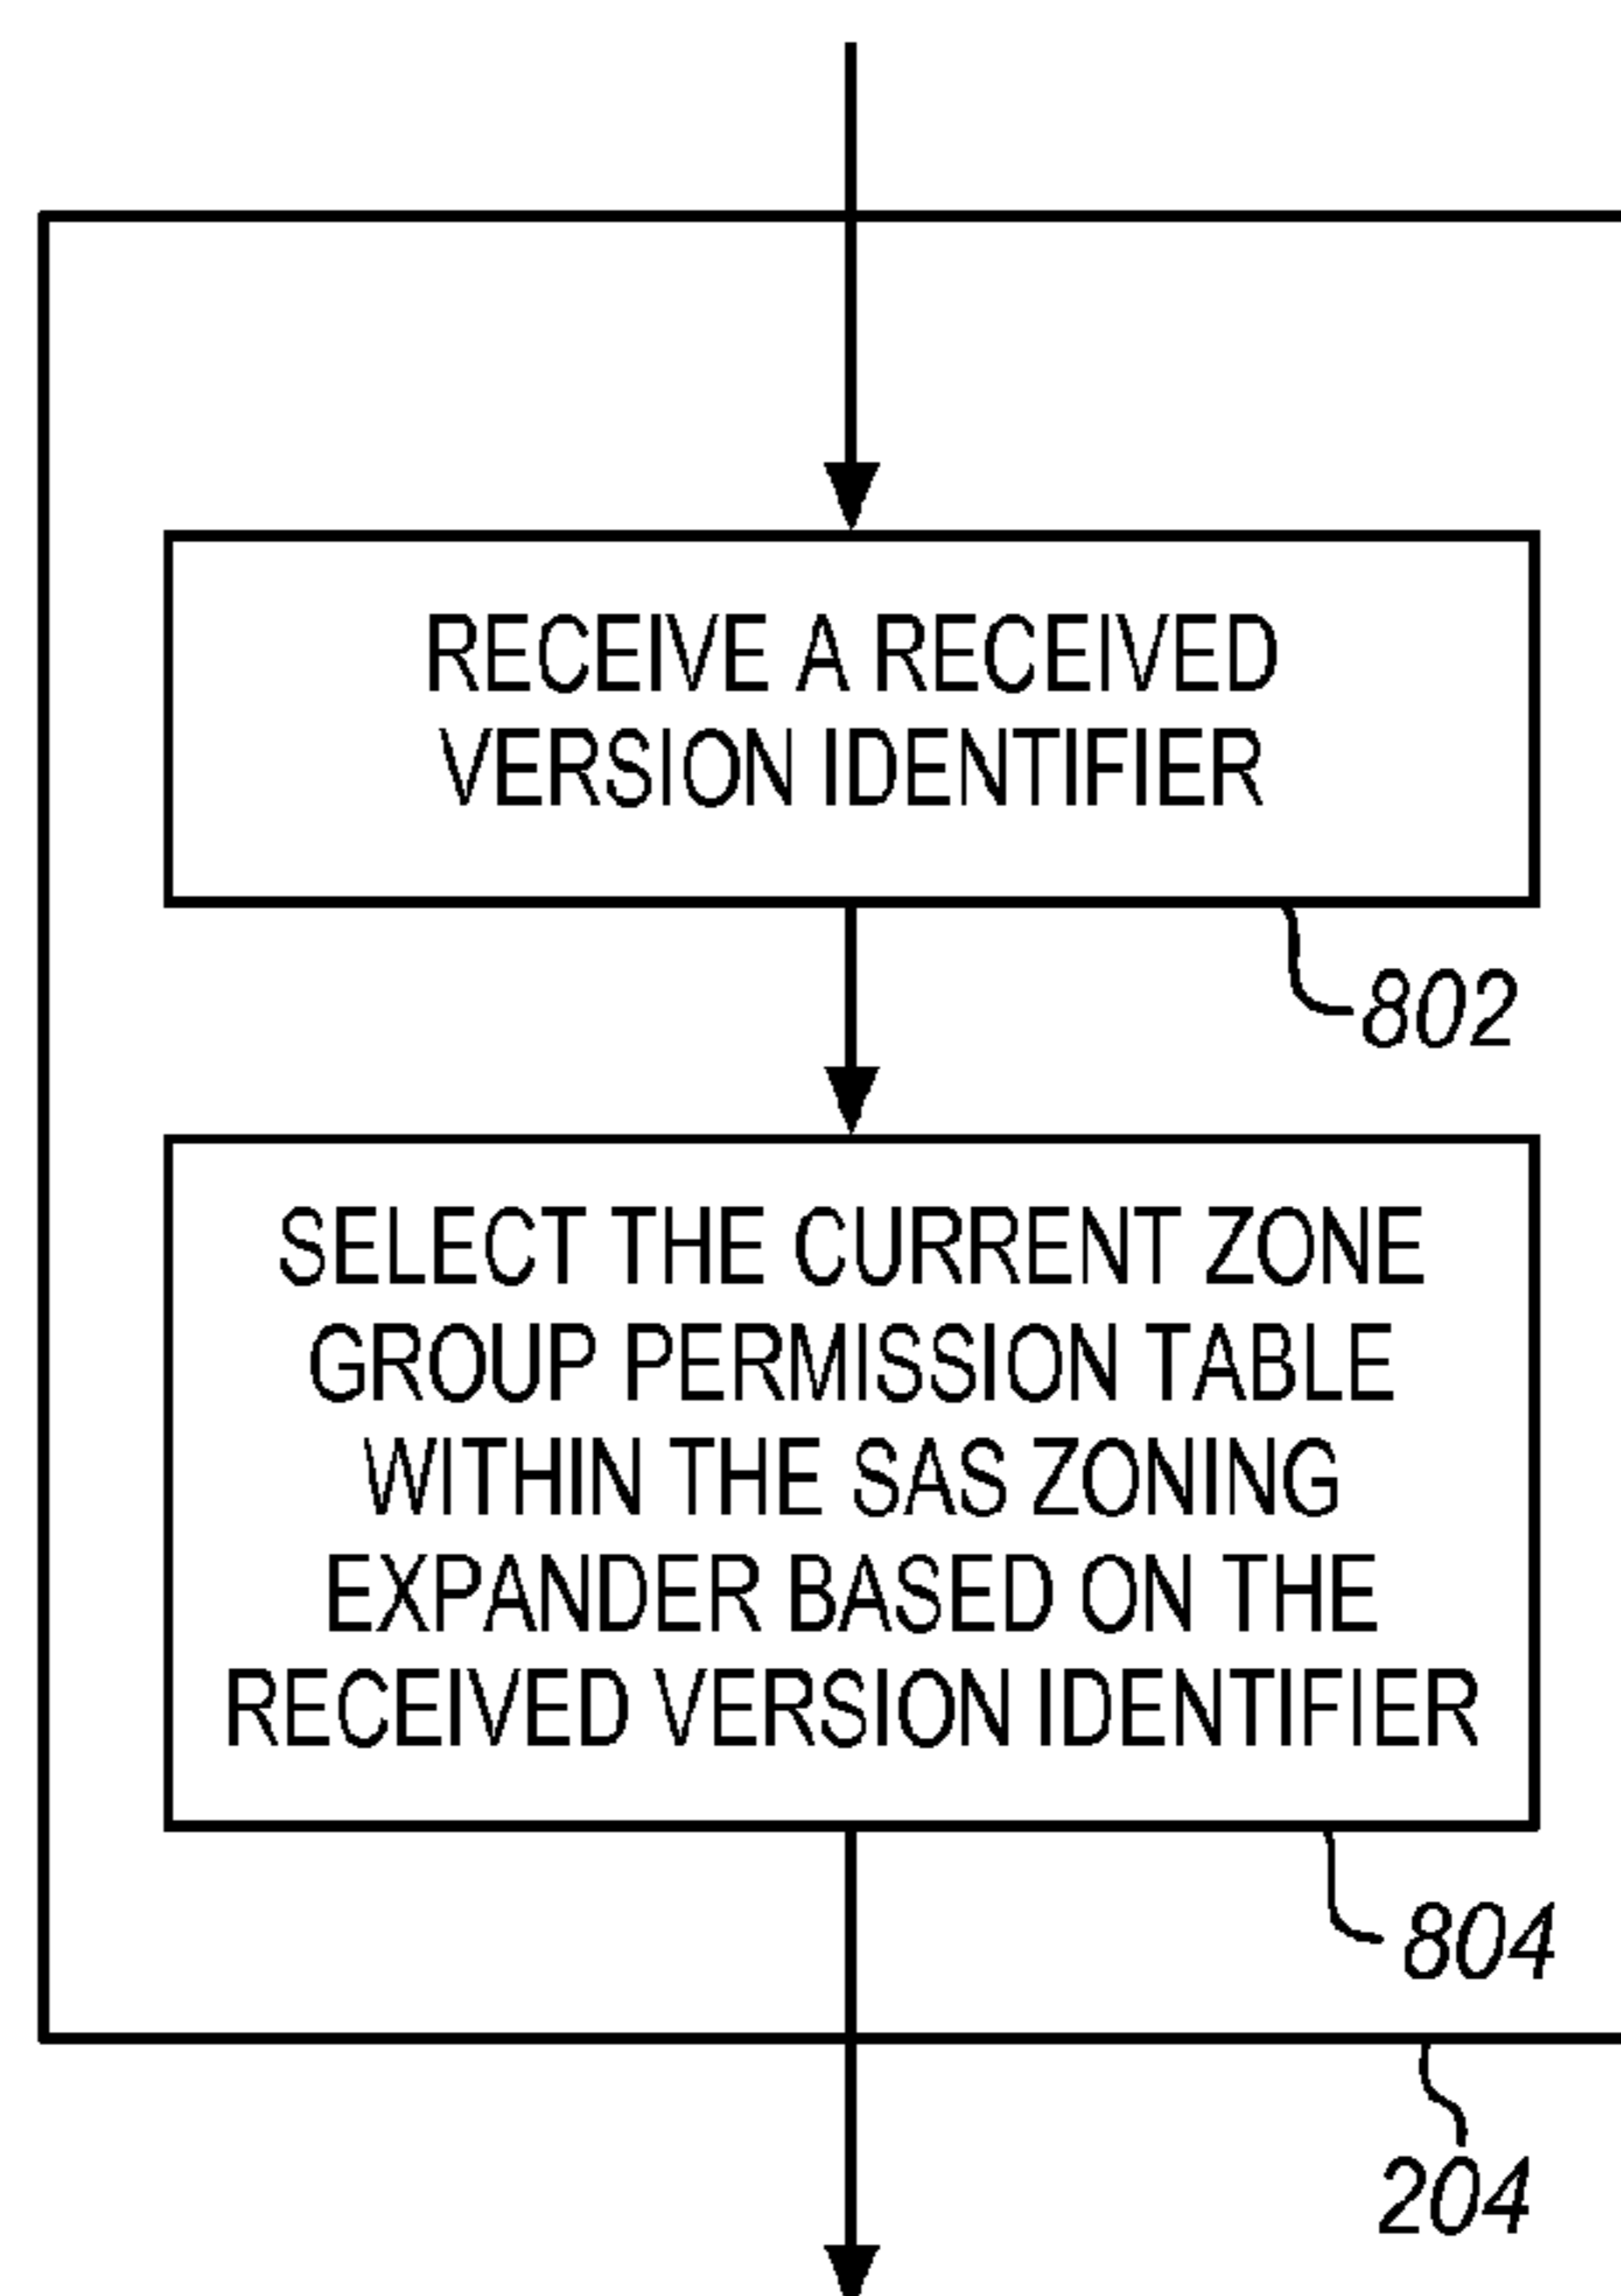 RECEIVE A RECEIVED
VERSION IDENTIFIER
802
SELECT THE CURRENT ZONE
GROUP PERMISSION TABLE
WITHIN THE SAS ZONING
EXPANDER BASED ON THE
RECEIVED VERSION IDENTIFIER
804
204